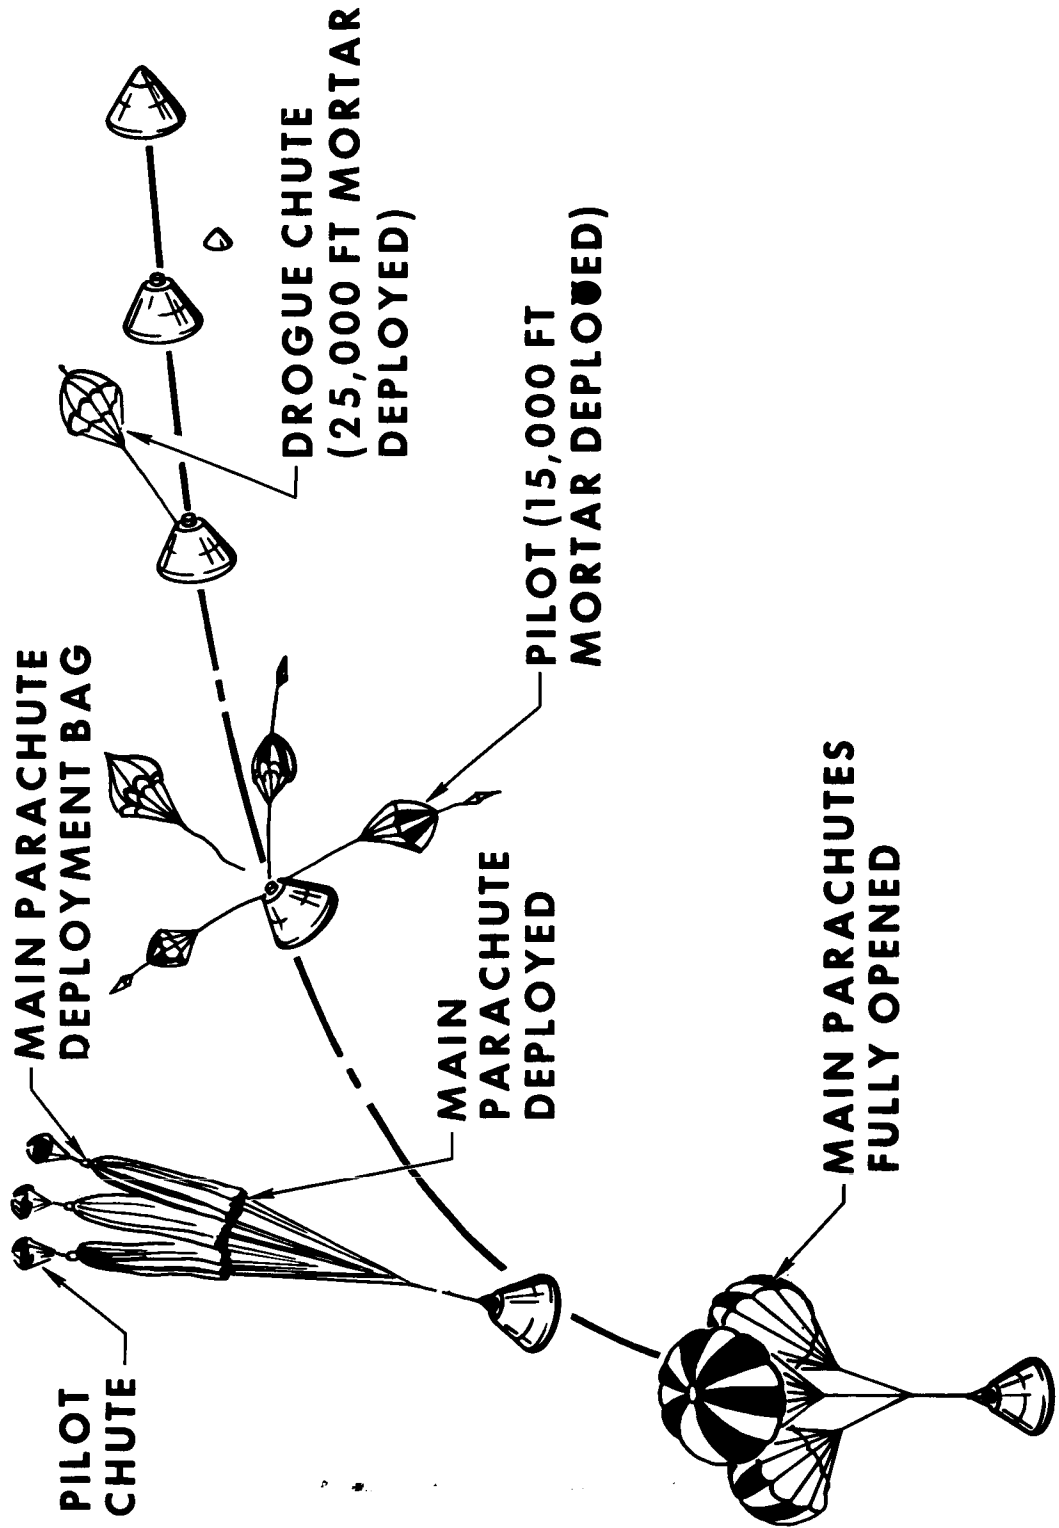 MAIN PARACHUTE
DEPLOYMENT BAG
DROGUE CHUTE
(25,000 FT MORTAR
DEPLOYED)
PILOT
CHUTE
MAIN
PARACHUTE
DEPLOYED
PILOT (15,000 FT
MORTAR DEPLOYED)
MAIN PARACHUTES
FULLY OPENED